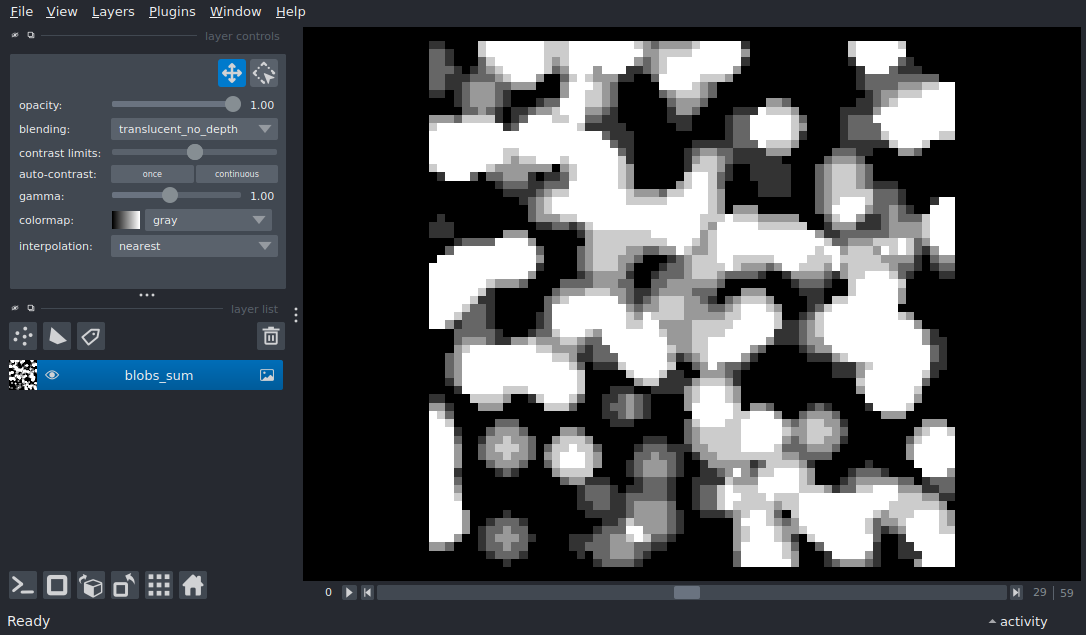 File View Layers Plugins Window Help
layer controls
opacity: 1.00
blending: translucent_no_depth
contrast limits:
auto-contrast: once continuous
gamma: 1.00
colormap: gray
interpolation: nearest
layer list
blobs_sum
0 29 | 59
Ready activity